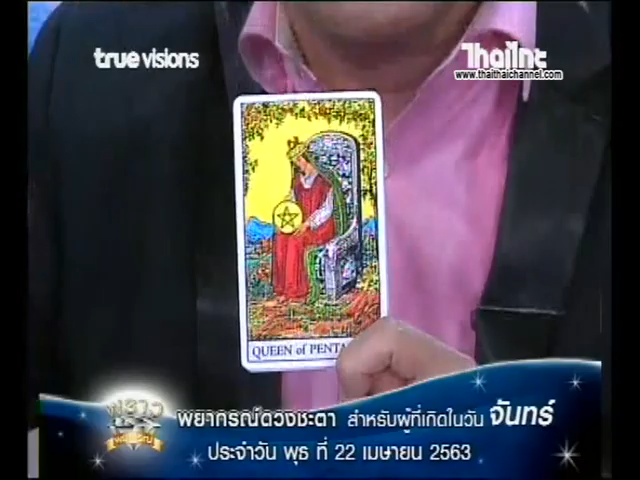 true visions
ThaiThai
www.thaithaichannel.com
QUEEN of PENTA
พยากรณ์ดวงชะตา สำหรับผู้ที่เกิดในวัน จันทร์
ประจำวัน พุธ ที่ 22 เมษายน 2563